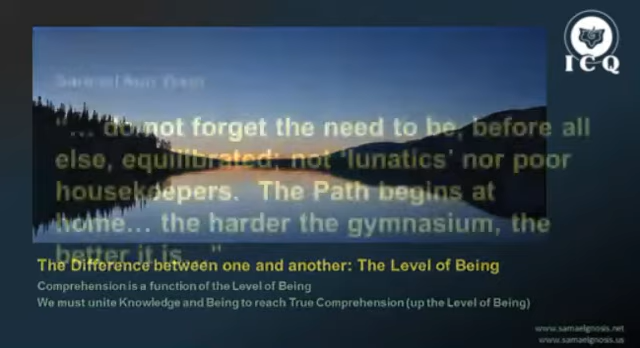 ICQ
Samael Aun Weor
"... do not forget the need to be, before all
else, equilibrated; not 'lunatics' nor poor
housekeepers. The Path begins at
home... the harder the gymnasium, the
better it is..."
The Difference between one and another: The Level of Being
Comprehension is a function of the Level of Being
We must unite Knowledge and Being to reach True Comprehension (up the Level of Being)
www.samaelgnosis.net
www.samaelgnosis.us